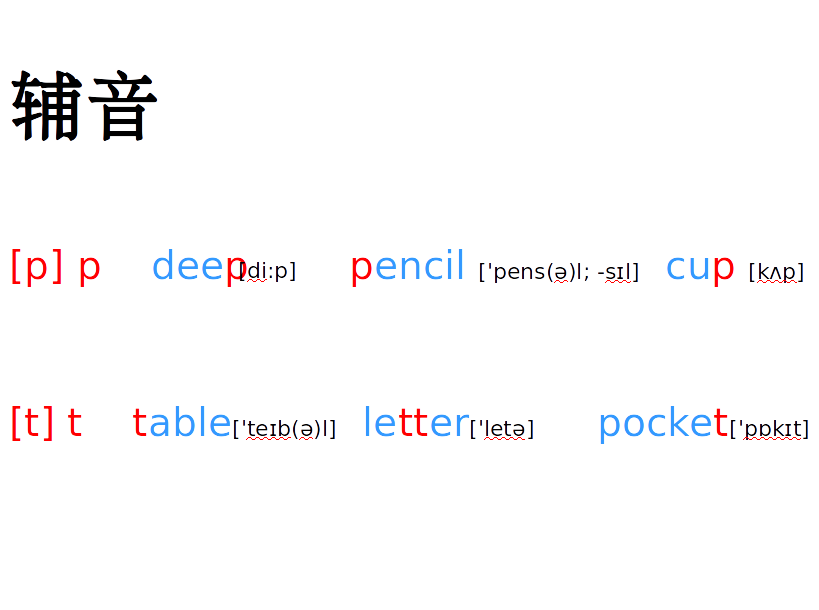 辅音
[p] p deep [di:p] pencil ['pens(ə)l; -sɪl] cup [kʌp]
[t] t table['teɪb(ə)l] letter['letə] pocket['pɒkɪt]